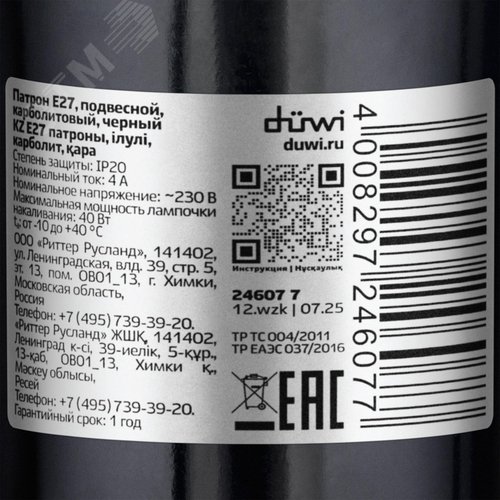 Патрон E27, подвесной,
карболитовый, черный
KZ E27 патроны, ілулі,
карболит, қара
Степень защиты: IP20
Номинальный ток: 4 А
Номинальное напряжение: ~230 В
Максимальная мощность лампочки
накаливания: 40 Вт
t, от -10 до +40 °С
ООО «Риттер Русланд», 141402,
ул. Ленинградская, влд. 39, стр. 5,
эт. 13, пом. ОВ01_13, г. Химки,
Московская область,
Россия
Телефон: +7 (495) 739-39-20.
«Риттер Русланд» ЖШҚ, 141402,
Ленинград к-сі, 39-иелік, 5-құр.,
13-қаб, ОВ01_13, Химки қ.,
Мәскеу облысы,
Ресей
Телефон: +7 (495) 739-39-20.
Гарантийный срок: 1 год
düwi
duwi.ru
Инструкция | Нұсқаулық
24607 7
12.wzk | 07.25
ТР ТС 004/2011
ТР ЕАЭС 037/2016
EAC
4 008297 246077